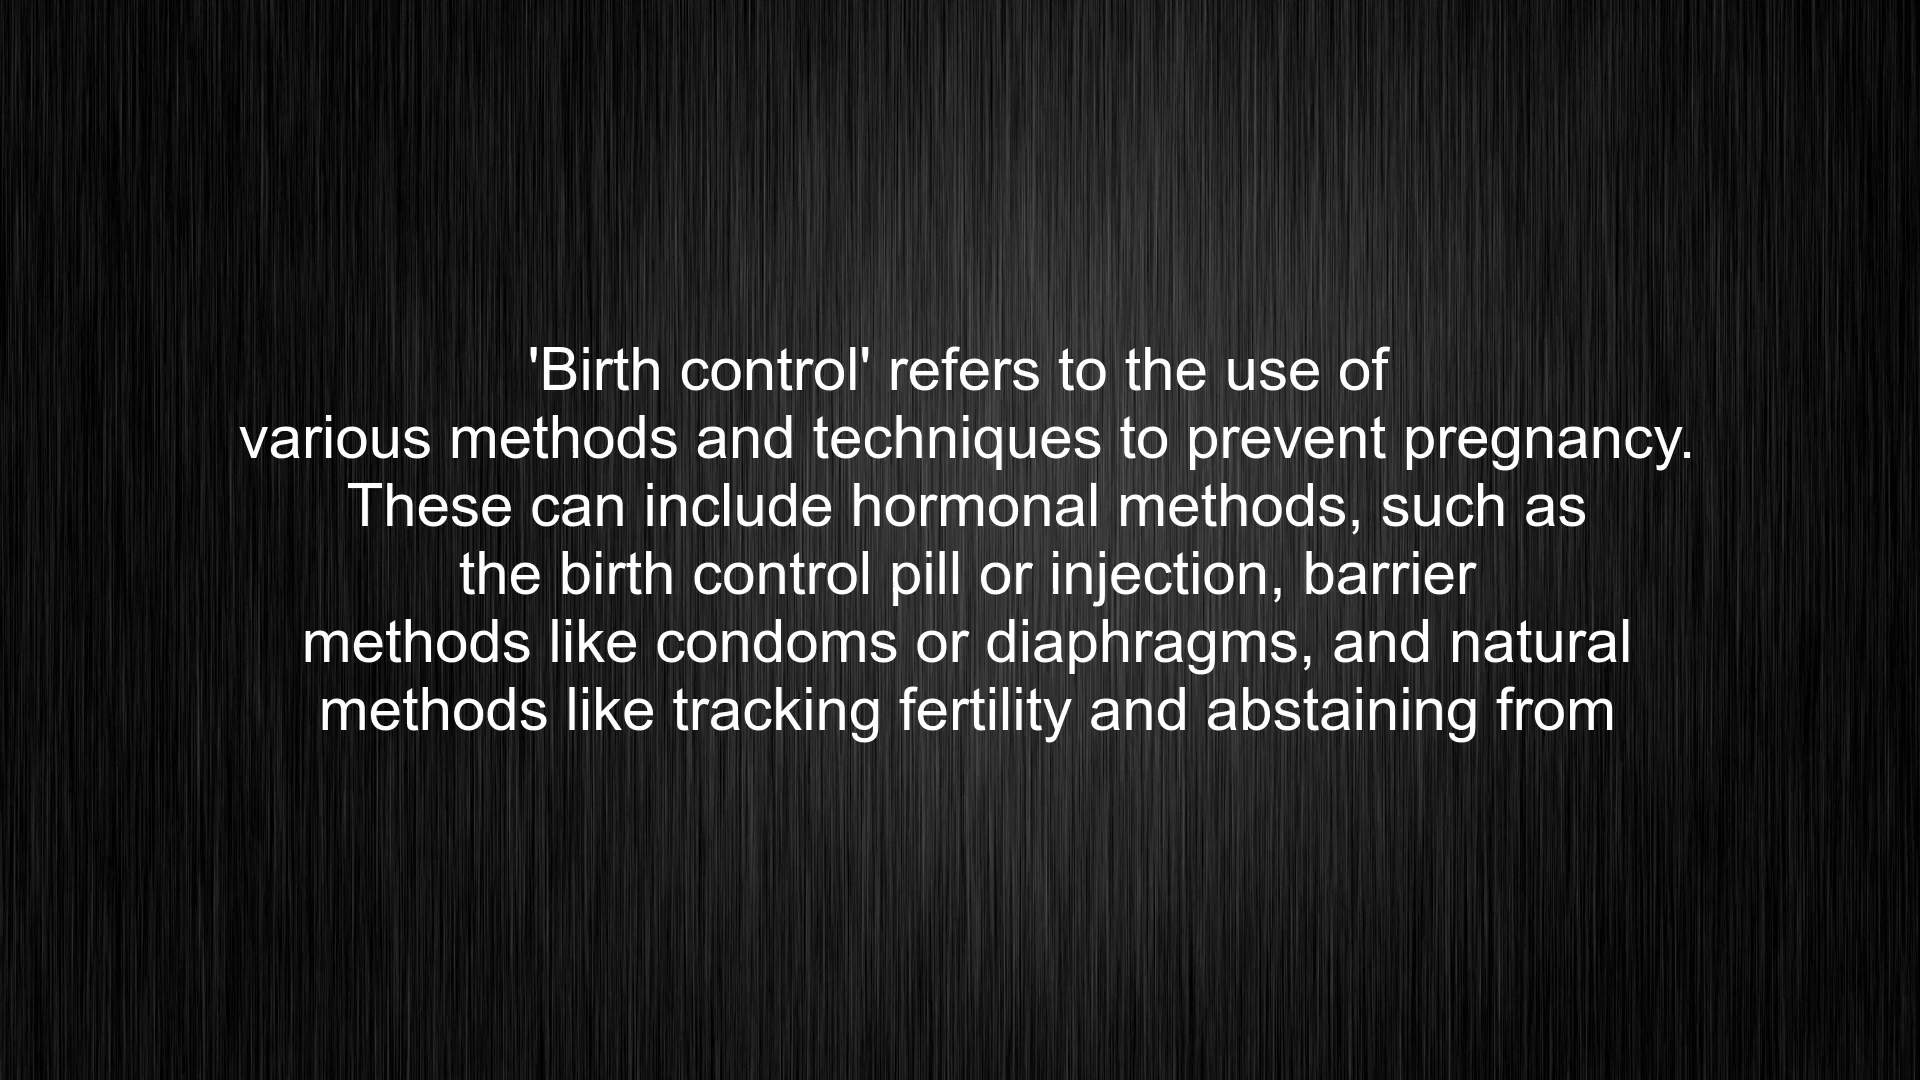 'Birth control' refers to the use of
various methods and techniques to prevent pregnancy.
These can include hormonal methods, such as
the birth control pill or injection, barrier
methods like condoms or diaphragms, and natural
methods like tracking fertility and abstaining from